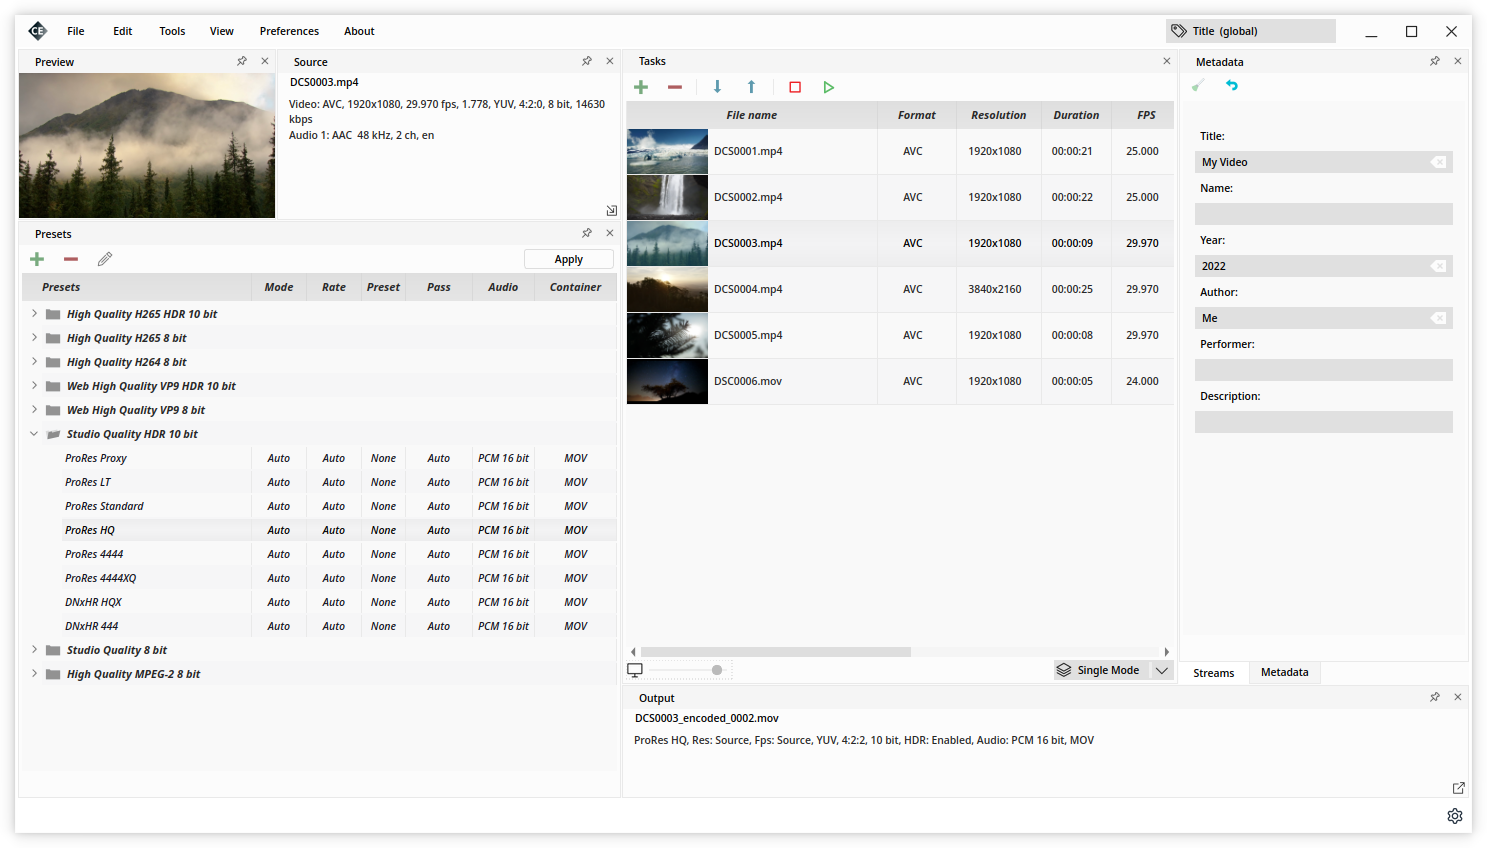 CE File Edit Tools View Preferences About Title (global)
Preview
Source
DCS0003.mp4
Video: AVC, 1920x1080, 29.970 fps, 1.778, YUV, 4:2:0, 8 bit, 14630
kbps
Audio 1: AAC 48 kHz, 2 ch, en
Presets
Apply
Presets Mode Rate Preset Pass Audio Container
High Quality H265 HDR 10 bit
High Quality H265 8 bit
High Quality H264 8 bit
Web High Quality VP9 HDR 10 bit
Web High Quality VP9 8 bit
Studio Quality HDR 10 bit
ProRes Proxy Auto Auto None Auto PCM 16 bit MOV
ProRes LT Auto Auto None Auto PCM 16 bit MOV
ProRes Standard Auto Auto None Auto PCM 16 bit MOV
ProRes HQ Auto Auto None Auto PCM 16 bit MOV
ProRes 4444 Auto Auto None Auto PCM 16 bit MOV
ProRes 4444XQ Auto Auto None Auto PCM 16 bit MOV
DNxHR HQX Auto Auto None Auto PCM 16 bit MOV
DNxHR 444 Auto Auto None Auto PCM 16 bit MOV
Studio Quality 8 bit
High Quality MPEG-2 8 bit
Tasks
File name Format Resolution Duration FPS
DCS0001.mp4 AVC 1920x1080 00:00:21 25.000
DCS0002.mp4 AVC 1920x1080 00:00:22 25.000
DCS0003.mp4 AVC 1920x1080 00:00:09 29.970
DCS0004.mp4 AVC 3840x2160 00:00:25 29.970
DCS0005.mp4 AVC 1920x1080 00:00:08 29.970
DSC0006.mov AVC 1920x1080 00:00:05 24.000
Single Mode
Metadata
Title:
My Video
Name:
Year:
2022
Author:
Me
Performer:
Description:
Streams Metadata
Output
DCS0003_encoded_0002.mov
ProRes HQ, Res: Source, Fps: Source, YUV, 4:2:2, 10 bit, HDR: Enabled, Audio: PCM 16 bit, MOV